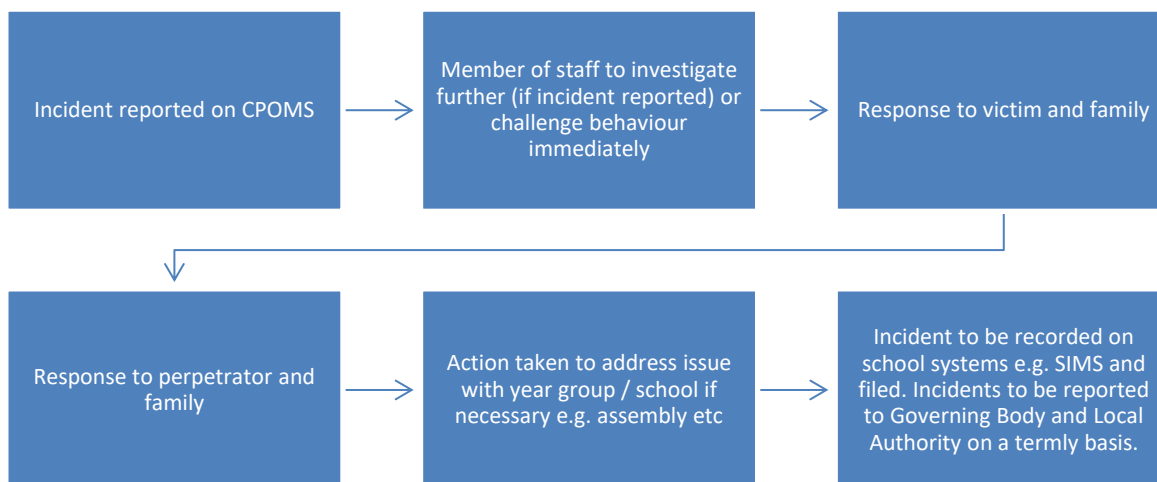 Incident reported on CPOMS
Member of staff to investigate
further (if incident reported) or
challenge behaviour
immediately
Response to victim and family
Response to perpetrator and
family
Action taken to address issue
with year group / school if
necessary e.g. assembly etc
Incident to be recorded on
school systems e.g. SIMS and
filed. Incidents to be reported
to Governing Body and Local
Authority on a termly basis.